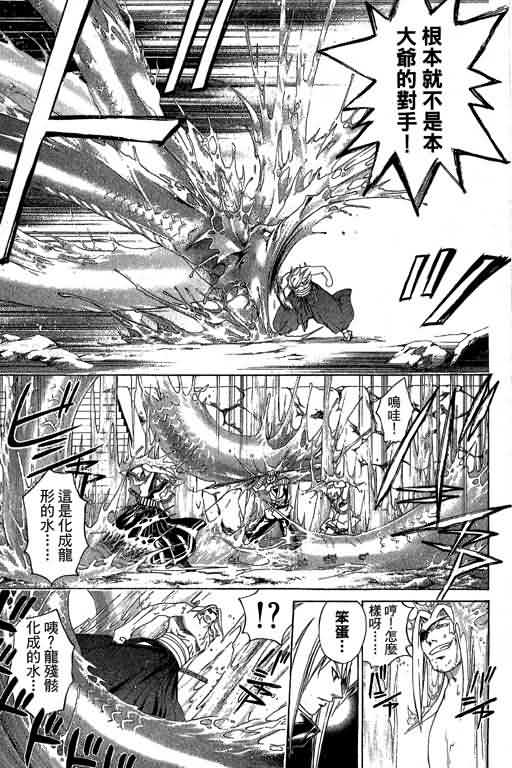 根本就不是本
大爺的對手！
嗚哇！
這是化成龍
形的水……
哼！怎麼
樣呀……
笨蛋…
！？
咦？龍殘骸
化成的水…